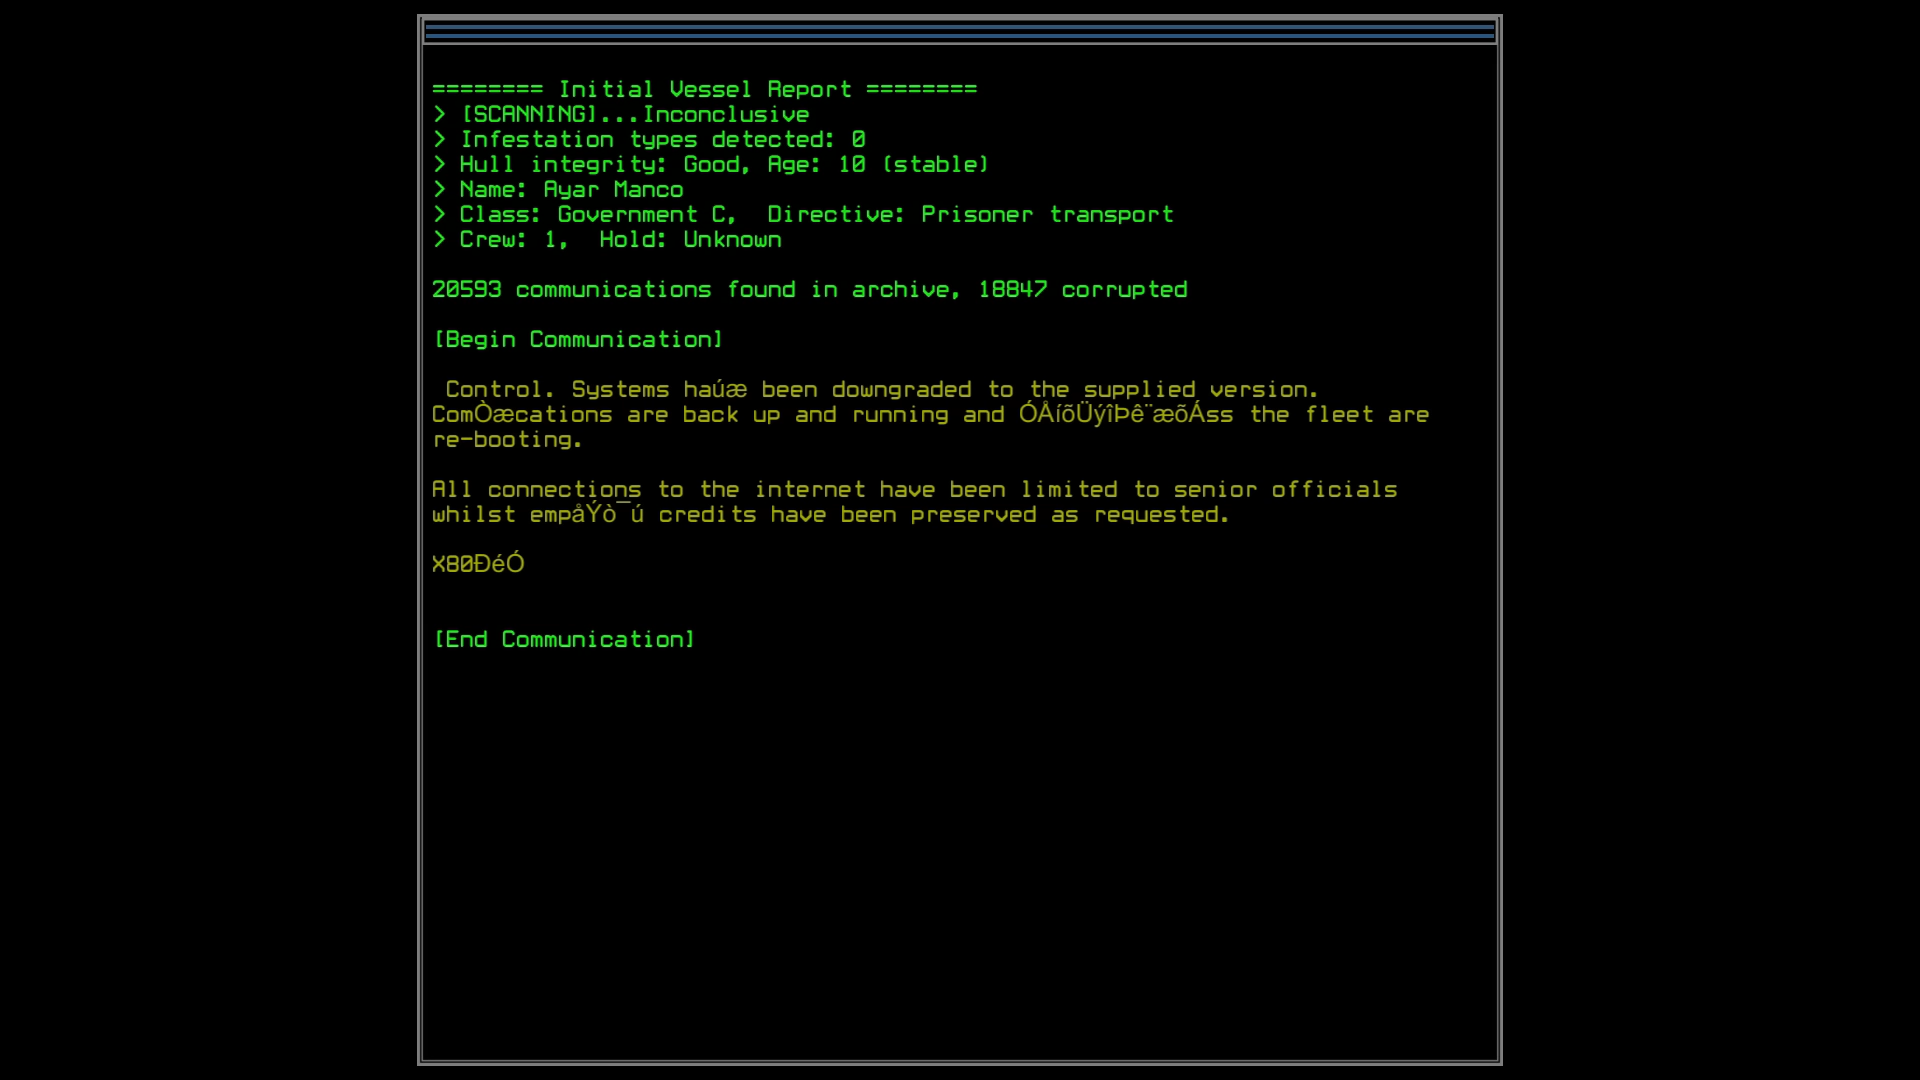 ======== Initial Vessel Report ========
> [SCANNING]...Inconclusive
> Infestation types detected: 0
> Hull integrity: Good, Age: 10 (stable)
> Name: Ayar Manco
> Class: Government C,  Directive: Prisoner transport
> Crew: 1,  Hold: Unknown
20593 communications found in archive, 18847 corrupted
[Begin Communication]
Control. Systems haúæ been downgraded to the supplied version.
ComÒæcations are back up and running and ÓÅíõÜýîÞê¨æõÁss the fleet are
re-booting.
All connections to the internet have been limited to senior officials
whilst empåÝò¯ú credits have been preserved as requested.
X80ÐéÓ
[End Communication]